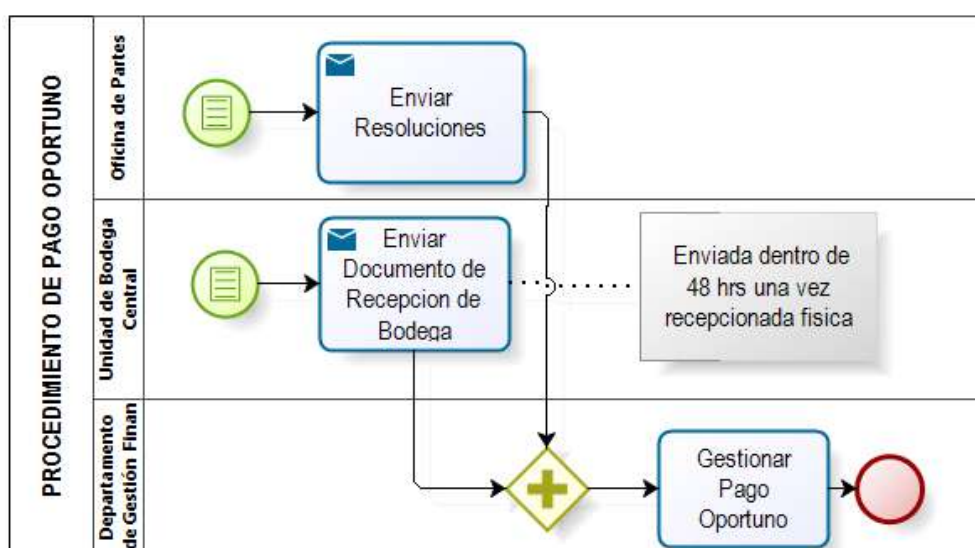 PROCEDIMIENTO DE PAGO OPORTUNO
Oficina de Partes
Enviar
Resoluciones
Unidad de Bodega
Central
Enviar
Documento de
Recepcion de
Bodega
Enviada dentro de
48 hrs una vez
recepcionada fisica
Departamento
de Gestión Finan
Gestionar
Pago
Oportuno